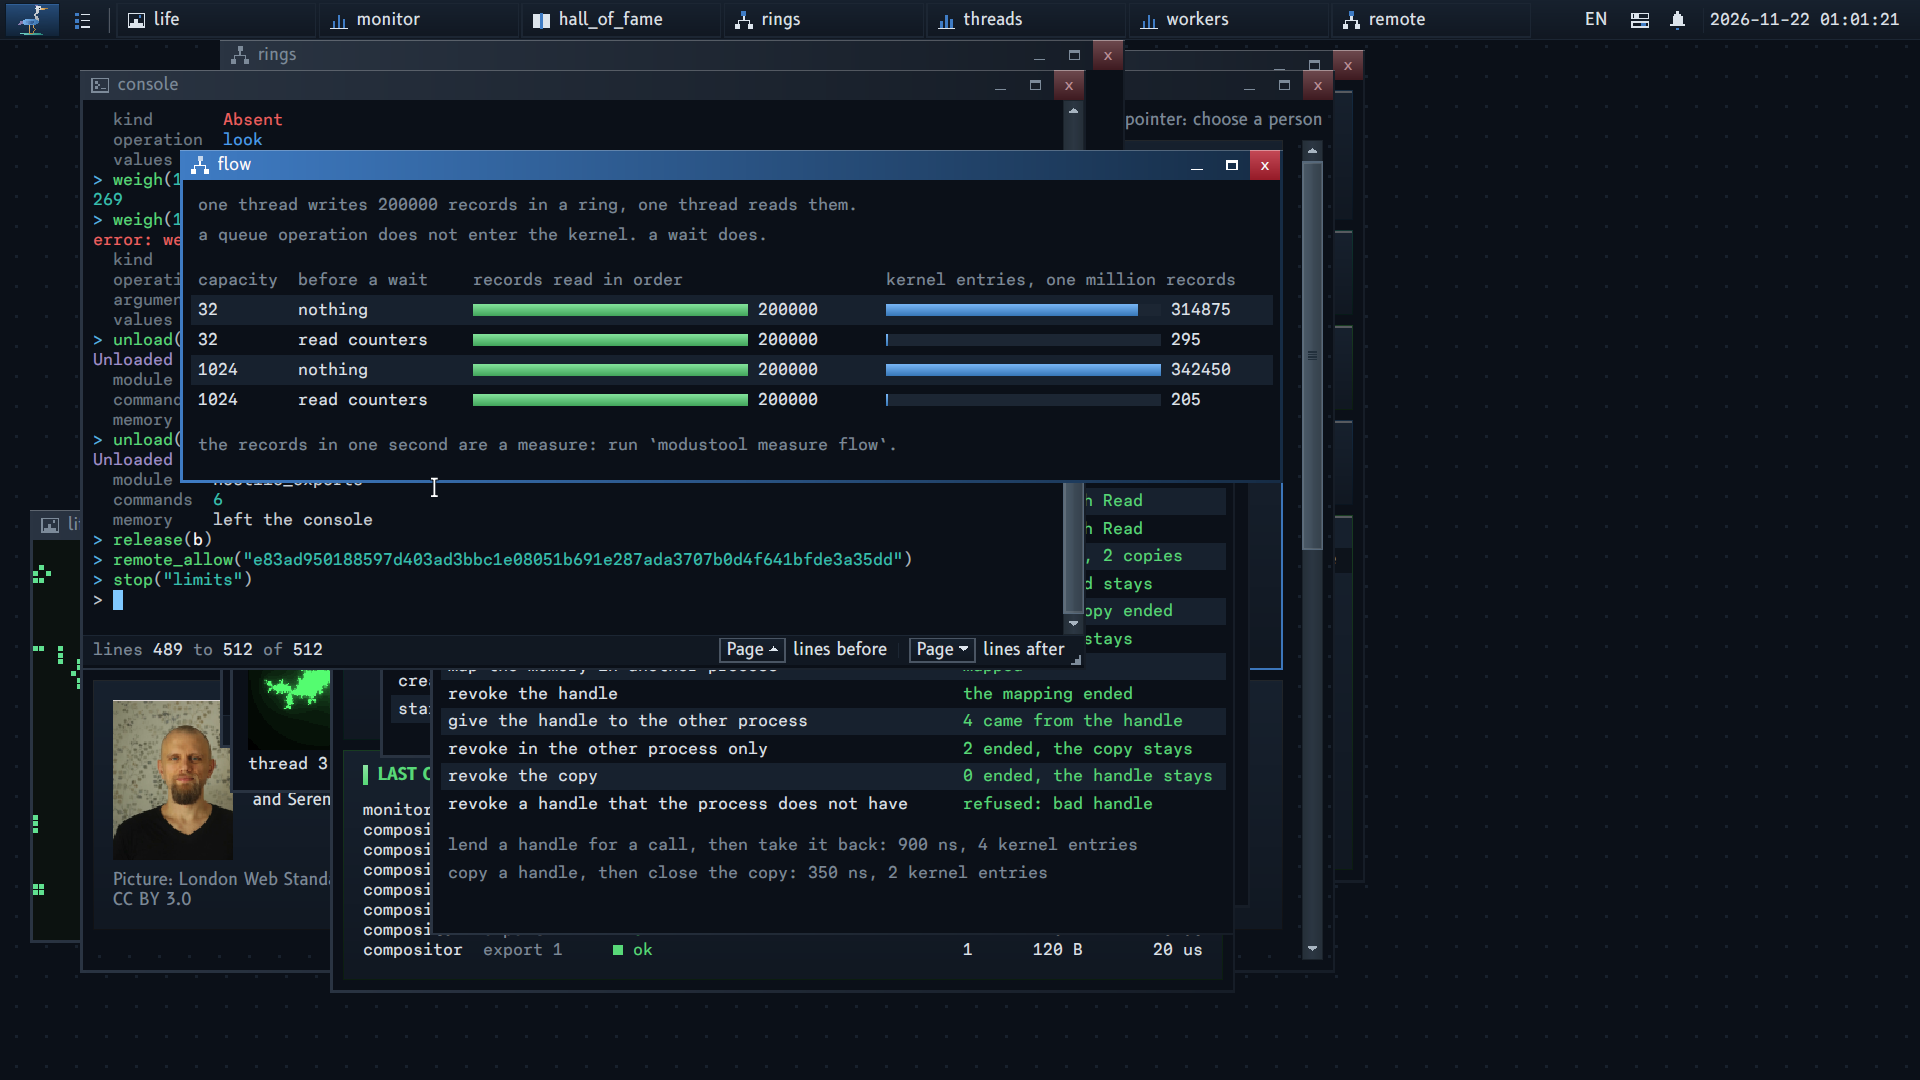 life monitor hall_of_fame rings threads workers remote EN 2026-11-22 01:01:21
rings
console
pointer: choose a person
kind Absent
operation look
values
> weigh(1
269
> weigh(1
error: we
kind
operati
argumen
values
> unload(
Unloaded
module
command
memory
> unload(
Unloaded
module
commands 6
memory left the console
> release(b)
> remote_allow("e83ad950188597d403ad3bbc1e08051b691e287ada3707b0d4f641bfde3a35dd")
> stop("limits")
>
lines 489 to 512 of 512 Page lines before Page lines after
flow
one thread writes 200000 records in a ring, one thread reads them.
a queue operation does not enter the kernel. a wait does.
capacity before a wait records read in order kernel entries, one million records
32 nothing 200000 314875
32 read counters 200000 295
1024 nothing 200000 342450
1024 read counters 200000 205
the records in one second are a measure: run `modustool measure flow`.
li
h Read
h Read
, 2 copies
d stays
opy ended
stays
mapped
revoke the handle the mapping ended
give the handle to the other process 4 came from the handle
revoke in the other process only 2 ended, the copy stays
revoke the copy 0 ended, the handle stays
revoke a handle that the process does not have refused: bad handle
lend a handle for a call, then take it back: 900 ns, 4 kernel entries
copy a handle, then close the copy: 350 ns, 2 kernel entries
cre
sta
thread 3
and Seren
Picture: London Web Standa
CC BY 3.0
LAST C
monitor
composi
composi
composi
composi
composi
composi
compositor export 1 ok 1 120 B 20 us